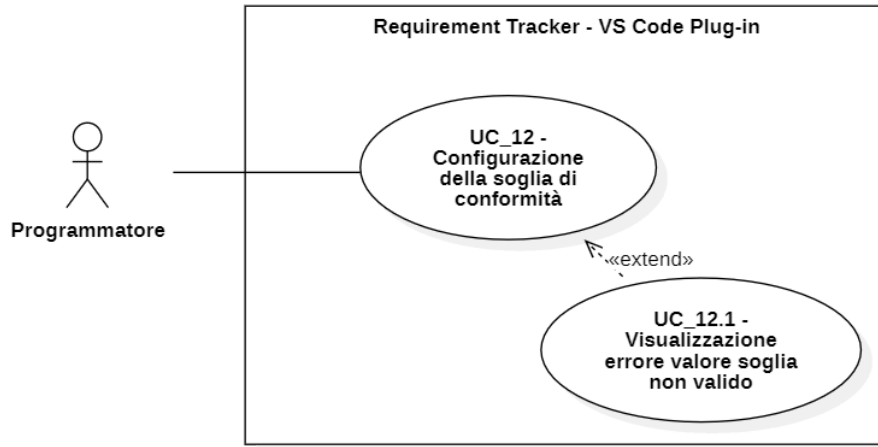 Requirement Tracker - VS Code Plug-in
UC_12 -
Configurazione
della soglia di
conformità
Programmatore
«extend»
UC_12.1 -
Visualizzazione
errore valore soglia
non valido